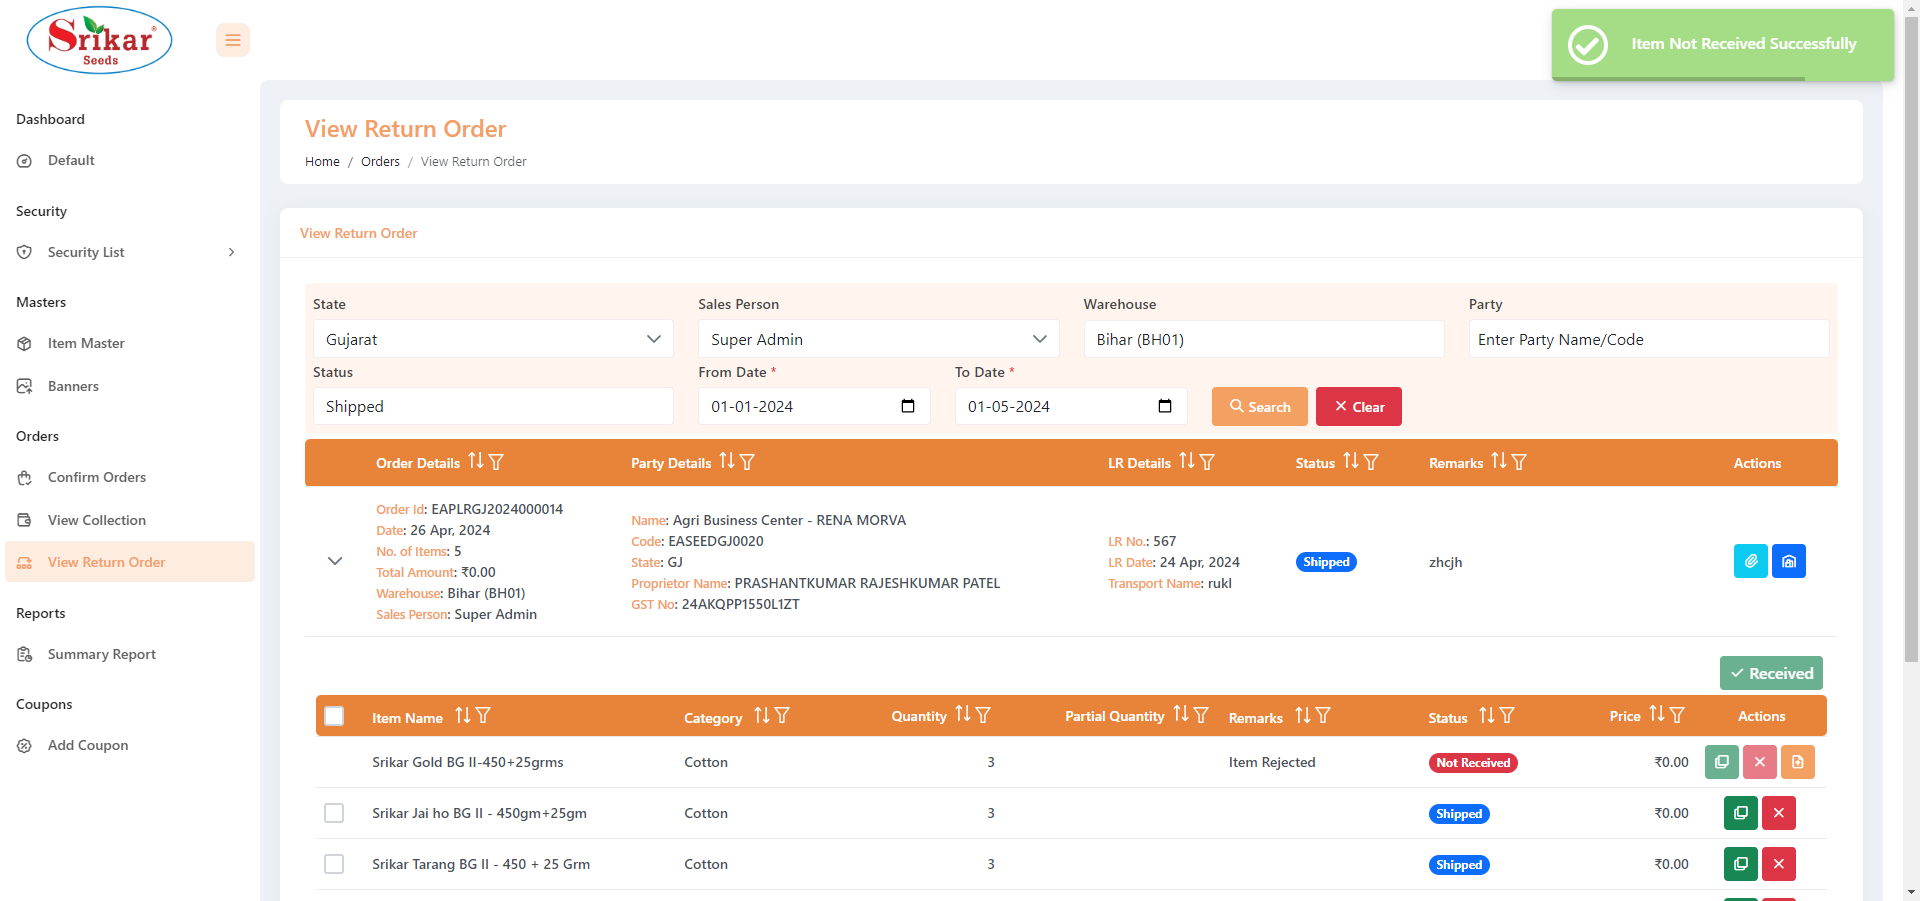 Srikar®
Seeds
Item Not Received Successfully
Dashboard
Default
Security
Security List
Masters
Item Master
Banners
Orders
Confirm Orders
View Collection
View Return Order
Reports
Summary Report
Coupons
Add Coupon
View Return Order
Home / Orders / View Return Order
View Return Order
State Sales Person Warehouse Party
Gujarat Super Admin Bihar (BH01) Enter Party Name/Code
Status From Date * To Date *
Shipped 01-01-2024 01-05-2024 Search Clear
Order Details Party Details LR Details Status Remarks Actions
Order Id: EAPLRGJ2024000014
Date: 26 Apr, 2024
No. of Items: 5
Total Amount: ₹0.00
Warehouse: Bihar (BH01)
Sales Person: Super Admin
Name: Agri Business Center - RENA MORVA
Code: EASEEDGJ0020
State: GJ
Proprietor Name: PRASHANTKUMAR RAJESHKUMAR PATEL
GST No: 24AKQPP1550L1ZT
LR No.: 567
LR Date: 24 Apr, 2024
Transport Name: rukl
Shipped
zhcjh
Received
Item Name Category Quantity Partial Quantity Remarks Status Price Actions
Srikar Gold BG II-450+25grms Cotton 3 Item Rejected Not Received ₹0.00
Srikar Jai ho BG II - 450gm+25gm Cotton 3 Shipped ₹0.00
Srikar Tarang BG II - 450 + 25 Grm Cotton 3 Shipped ₹0.00